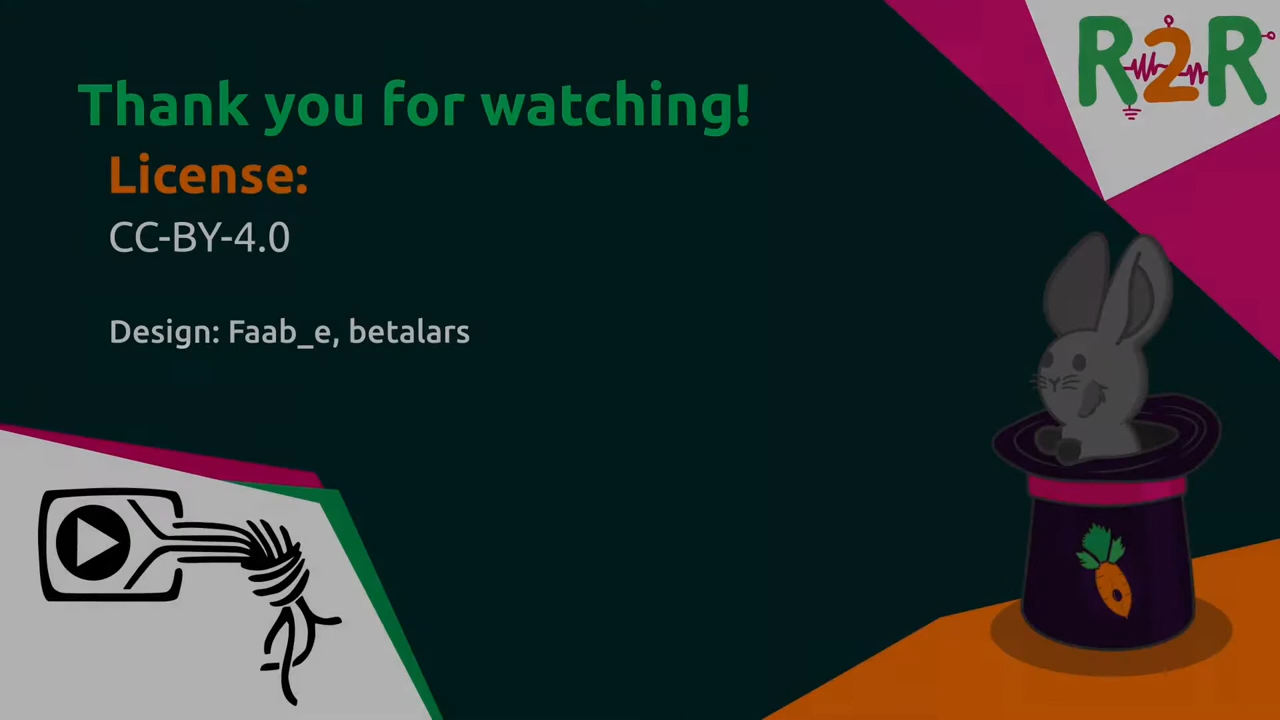 R2R
Thank you for watching!
License:
CC-BY-4.0
Design: Faab_e, betalars